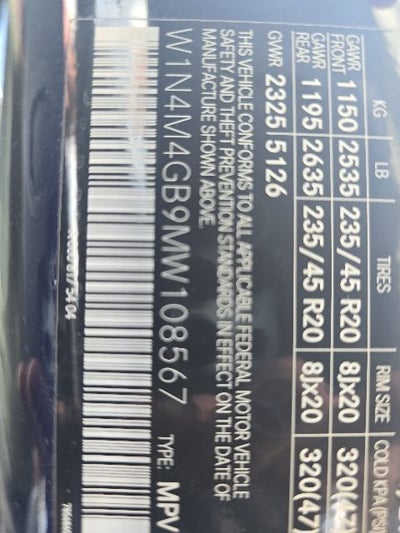 KG LB TIRES RIM SIZE COLD KPA(PSI
GAWR FRONT 1150 2535 235/45 R20 8Jx20 320(47)
GAWR REAR 1195 2635 235/45 R20 8Jx20 320(47)
GVWR 2325 5126
THIS VEHICLE CONFORMS TO ALL APPLICABLE FEDERAL MOTOR VEHICLE
SAFETY AND THEFT PREVENTION STANDARDS IN EFFECT ON THE DATE OF
MANUFACTURE SHOWN ABOVE.
W1N4M4GB9MW108567 TYPE: MPV